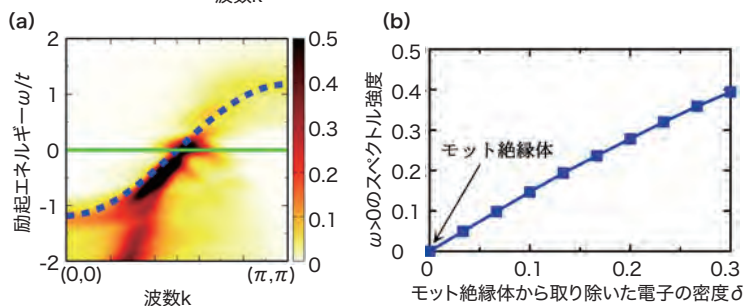 波数k
(a)
励起エネルギーω/t
2
1
0
-1
-2
(0,0)
(π,π)
波数k
0.5
0.4
0.3
0.2
0.1
0
(b)
ω>0のスペクトル強度
0.5
0.4
0.3
0.2
0.1
0
モット絶縁体
0
0.1
0.2
0.3
モット絶縁体から取り除いた電子の密度δ